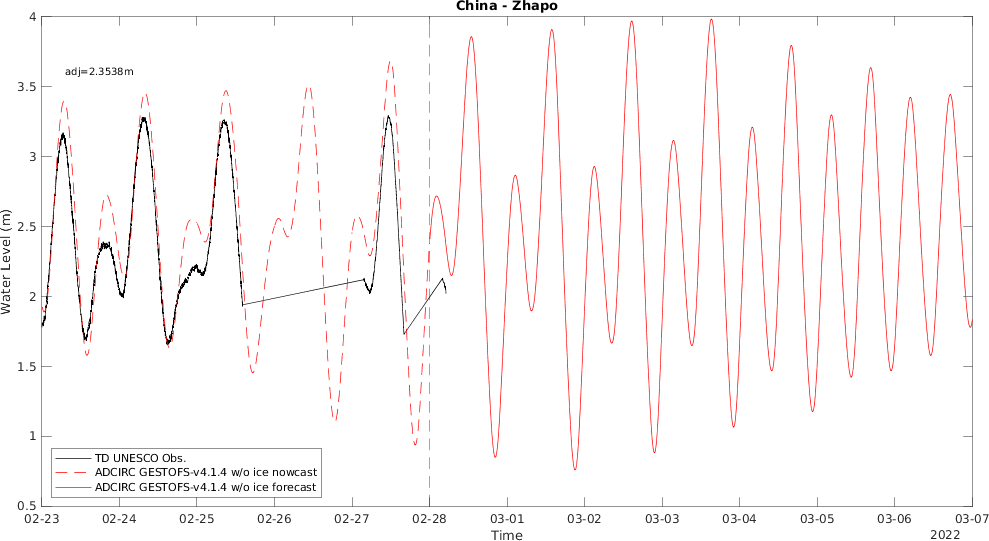 China - Zhapo
adj=2.3538m
Water Level (m)
4
3.5
3
2.5
2
1.5
1
0.5
TD UNESCO Obs.
ADCIRC GESTOFS-v4.1.4 w/o ice nowcast
ADCIRC GESTOFS-v4.1.4 w/o ice forecast
02-23 02-24 02-25 02-26 02-27 02-28 03-01 03-02 03-03 03-04 03-05 03-06 03-07
Time
2022